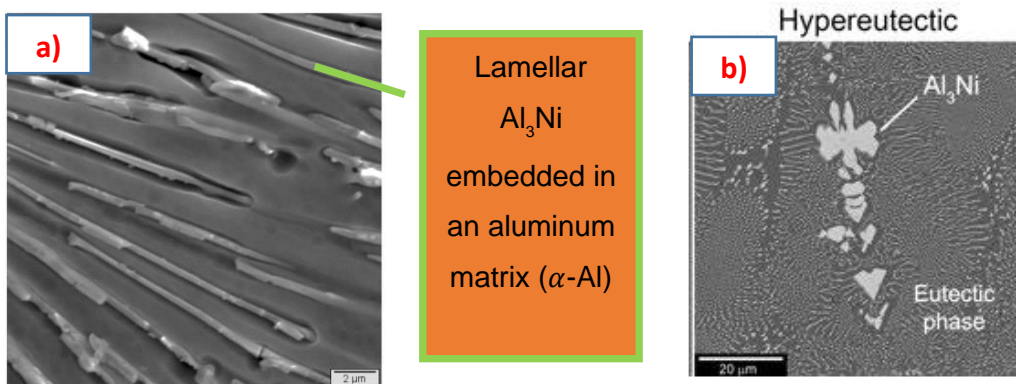 a)
2 µm
Lamellar
Al₃Ni
embedded in
an aluminum
matrix (𝛼-Al)
Hypereutectic
b)
Al₃Ni
Eutectic
phase
20 µm